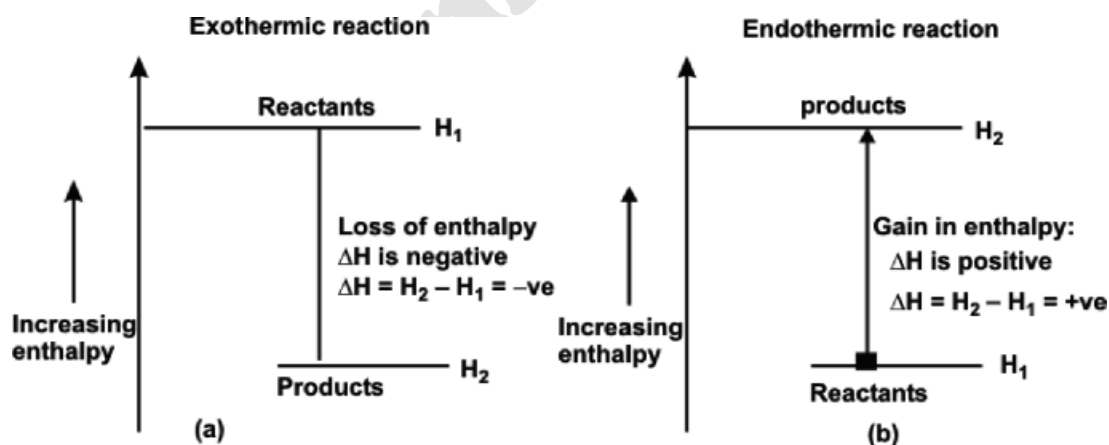 Exothermic reaction
Reactants
H₁
Loss of enthalpy
ΔH is negative
ΔH = H₂ – H₁ = –ve
Increasing
enthalpy
H₂
Products
(a)
Endothermic reaction
products
H₂
Gain in enthalpy:
ΔH is positive
ΔH = H₂ – H₁ = +ve
Increasing
enthalpy
H₁
Reactants
(b)